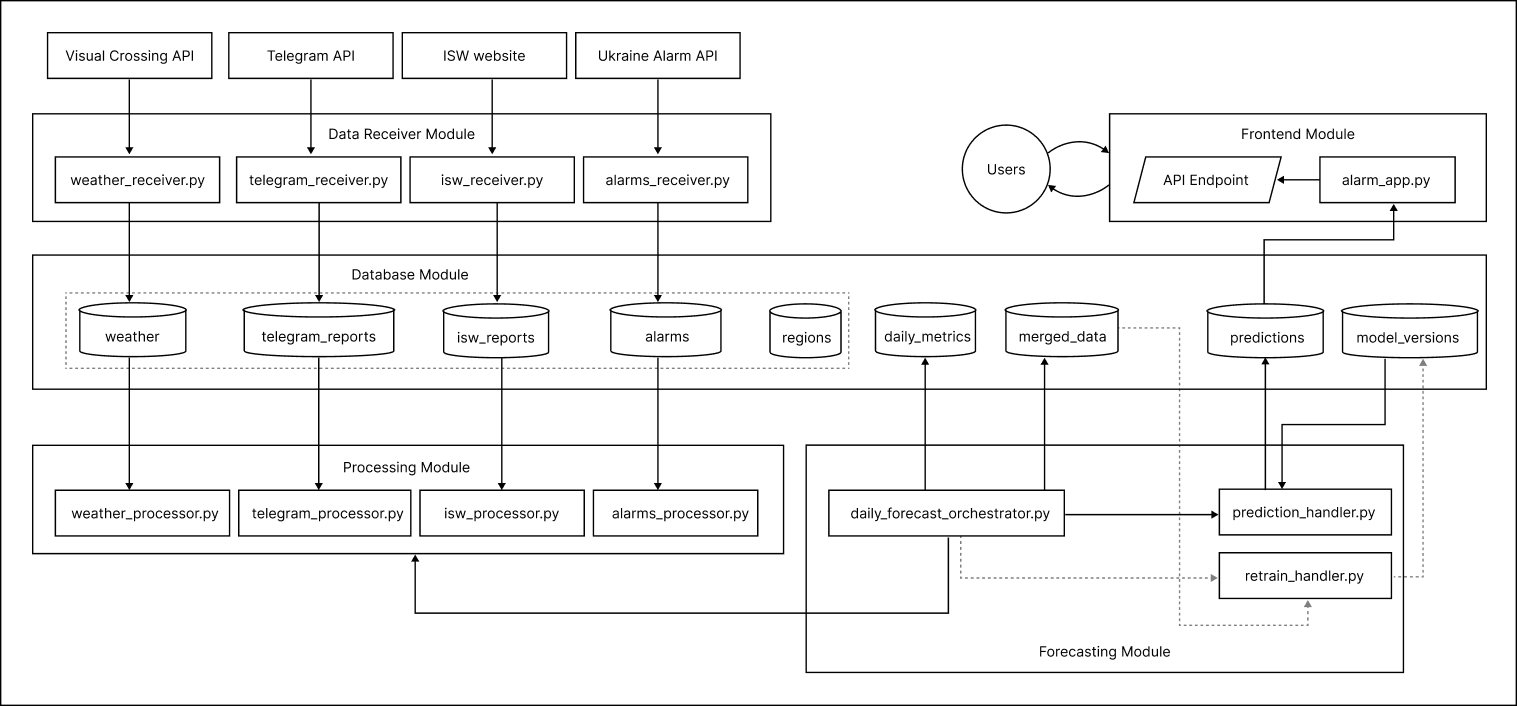 Visual Crossing API
Telegram API
ISW website
Ukraine Alarm API
Data Receiver Module
weather_receiver.py
telegram_receiver.py
isw_receiver.py
alarms_receiver.py
Users
Frontend Module
API Endpoint
alarm_app.py
Database Module
weather
telegram_reports
isw_reports
alarms
regions
daily_metrics
merged_data
predictions
model_versions
Processing Module
weather_processor.py
telegram_processor.py
isw_processor.py
alarms_processor.py
daily_forecast_orchestrator.py
prediction_handler.py
retrain_handler.py
Forecasting Module